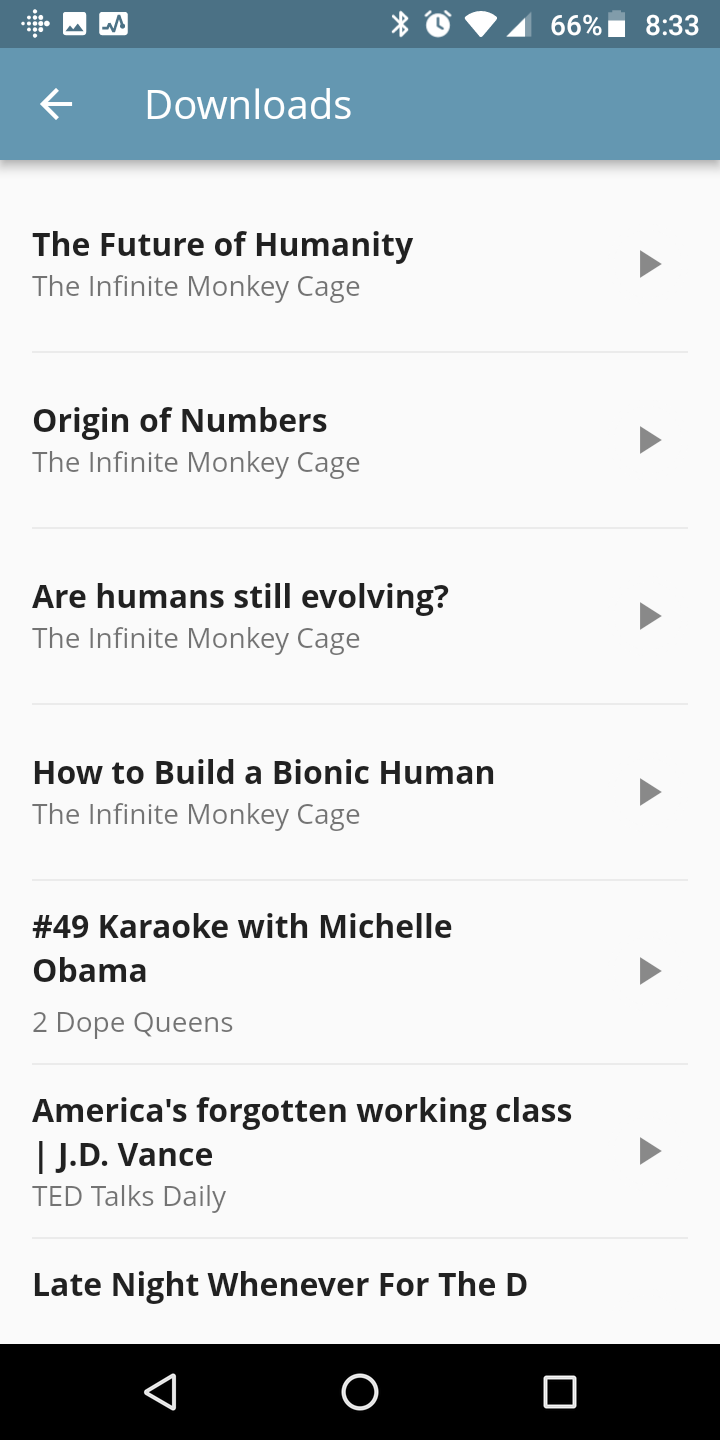 66% 8:33
Downloads
The Future of Humanity
The Infinite Monkey Cage
Origin of Numbers
The Infinite Monkey Cage
Are humans still evolving?
The Infinite Monkey Cage
How to Build a Bionic Human
The Infinite Monkey Cage
#49 Karaoke with Michelle
Obama
2 Dope Queens
America's forgotten working class
| J.D. Vance
TED Talks Daily
Late Night Whenever For The D